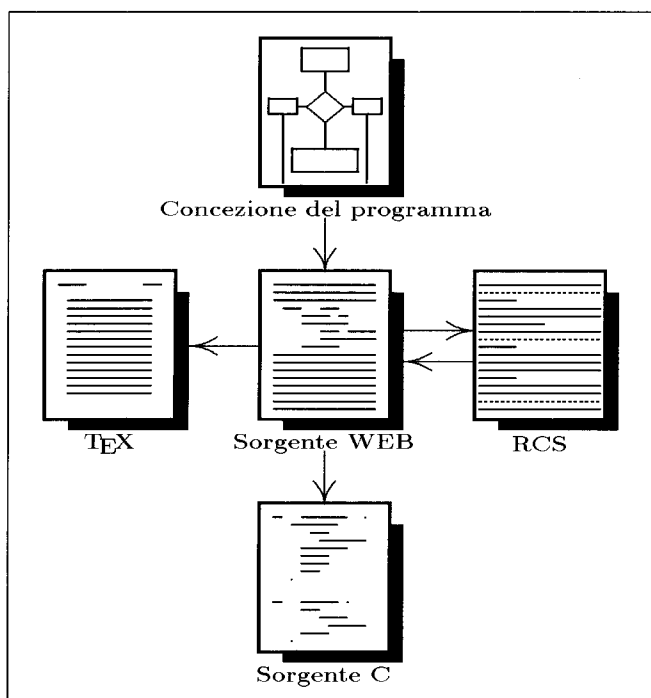 Concezione del programma
TEX
Sorgente WEB
RCS
Sorgente C